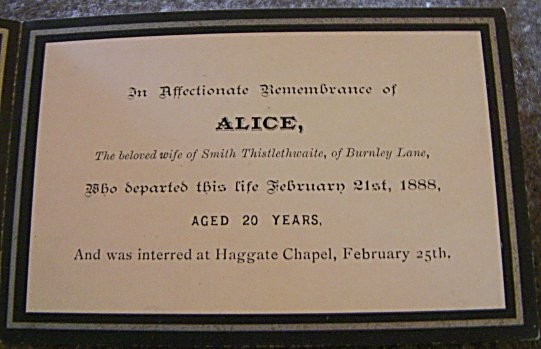 In Affectionate Remembrance of
ALICE,
The beloved wife of Smith Thistlethwaite, of Burnley Lane,
Who departed this life February 21st, 1888,
AGED 20 YEARS,
And was interred at Haggate Chapel, February 25th.